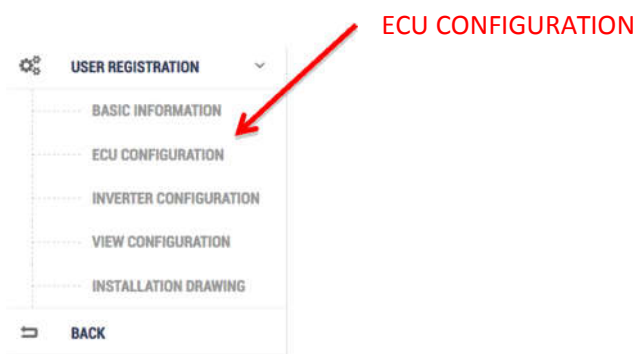 ECU CONFIGURATION
USER REGISTRATION
BASIC INFORMATION
ECU CONFIGURATION
INVERTER CONFIGURATION
VIEW CONFIGURATION
INSTALLATION DRAWING
BACK